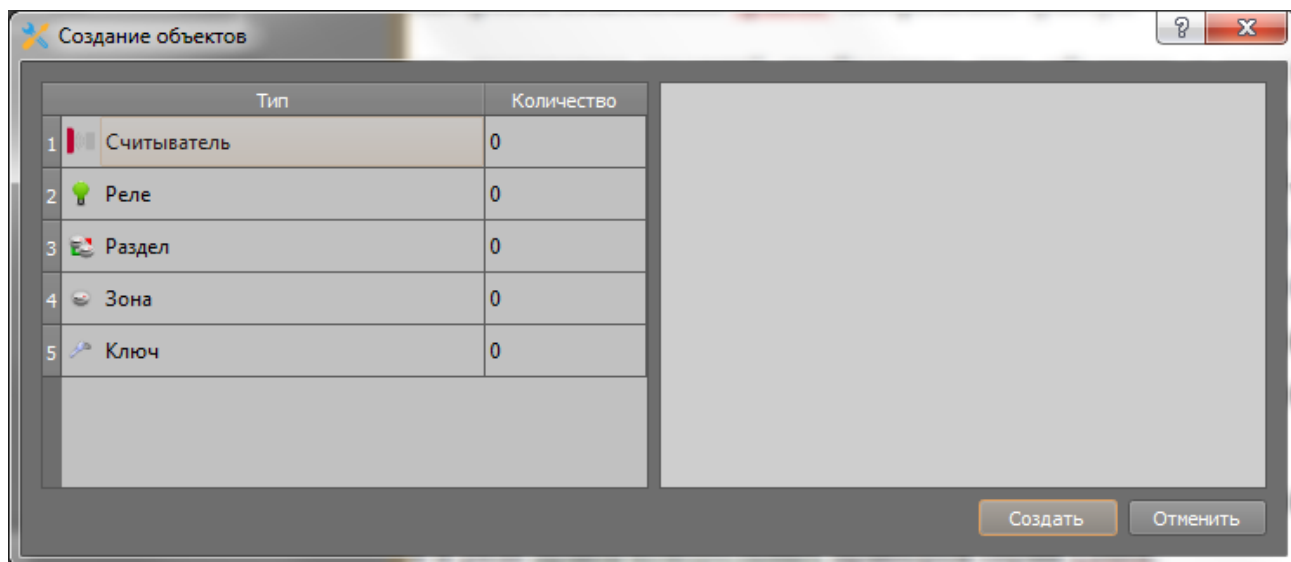 Создание объектов
Тип Количество
1 Считыватель 0
2 Реле 0
3 Раздел 0
4 Зона 0
5 Ключ 0
Создать Отменить